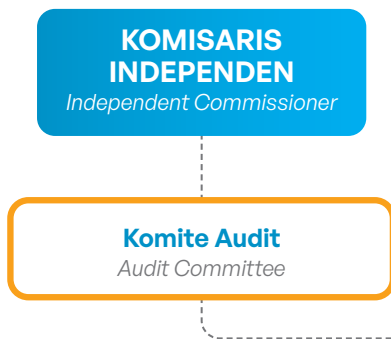 KOMISARIS
INDEPENDEN
Independent Commissioner
Komite Audit
Audit Committee